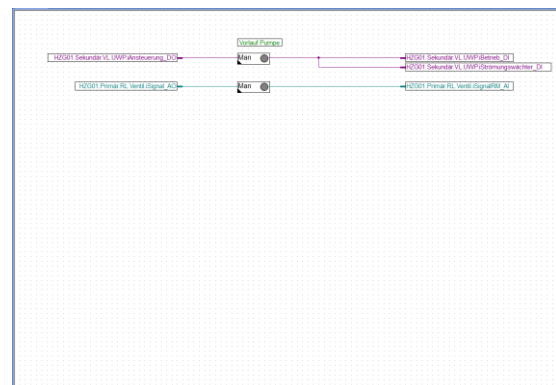 Vorlauf Pumpe
HZG01.Sekundär.VL.UWP\Ansteuerung_DO
Man
HZG01.Sekundär.VL.UWP\Betrieb_DI
HZG01.Sekundär.VL.UWP\Strömungswächter_DI
HZG01.Primär.RL.Ventil.\Signal_AO
Man
HZG01.Primär.RL.Ventil.\SignalRM_AI